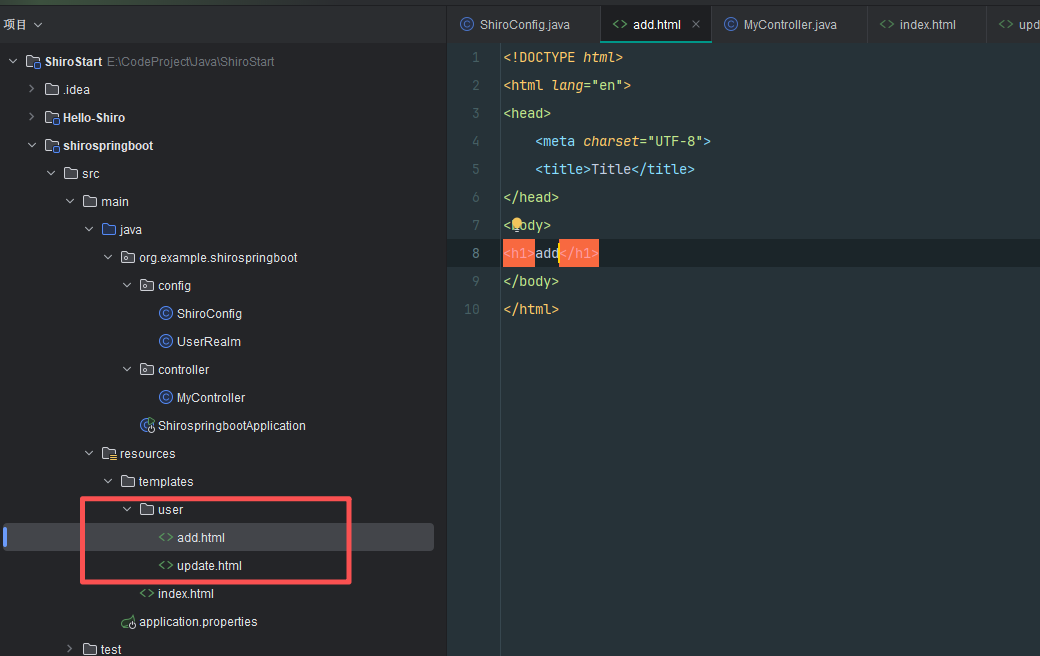 项目
ShiroStart E:\CodeProject\Java\ShiroStart
.idea
Hello-Shiro
shirospringboot
src
main
java
org.example.shirospringboot
config
ShiroConfig
UserRealm
controller
MyController
ShirospringbootApplication
resources
templates
user
add.html
update.html
index.html
application.properties
test
ShiroConfig.java add.html MyController.java index.html upd
1 <!DOCTYPE html>
2 <html lang="en">
3 <head>
4 <meta charset="UTF-8">
5 <title>Title</title>
6 </head>
7 <body>
8 <h1>add</h1>
9 </body>
10 </html>